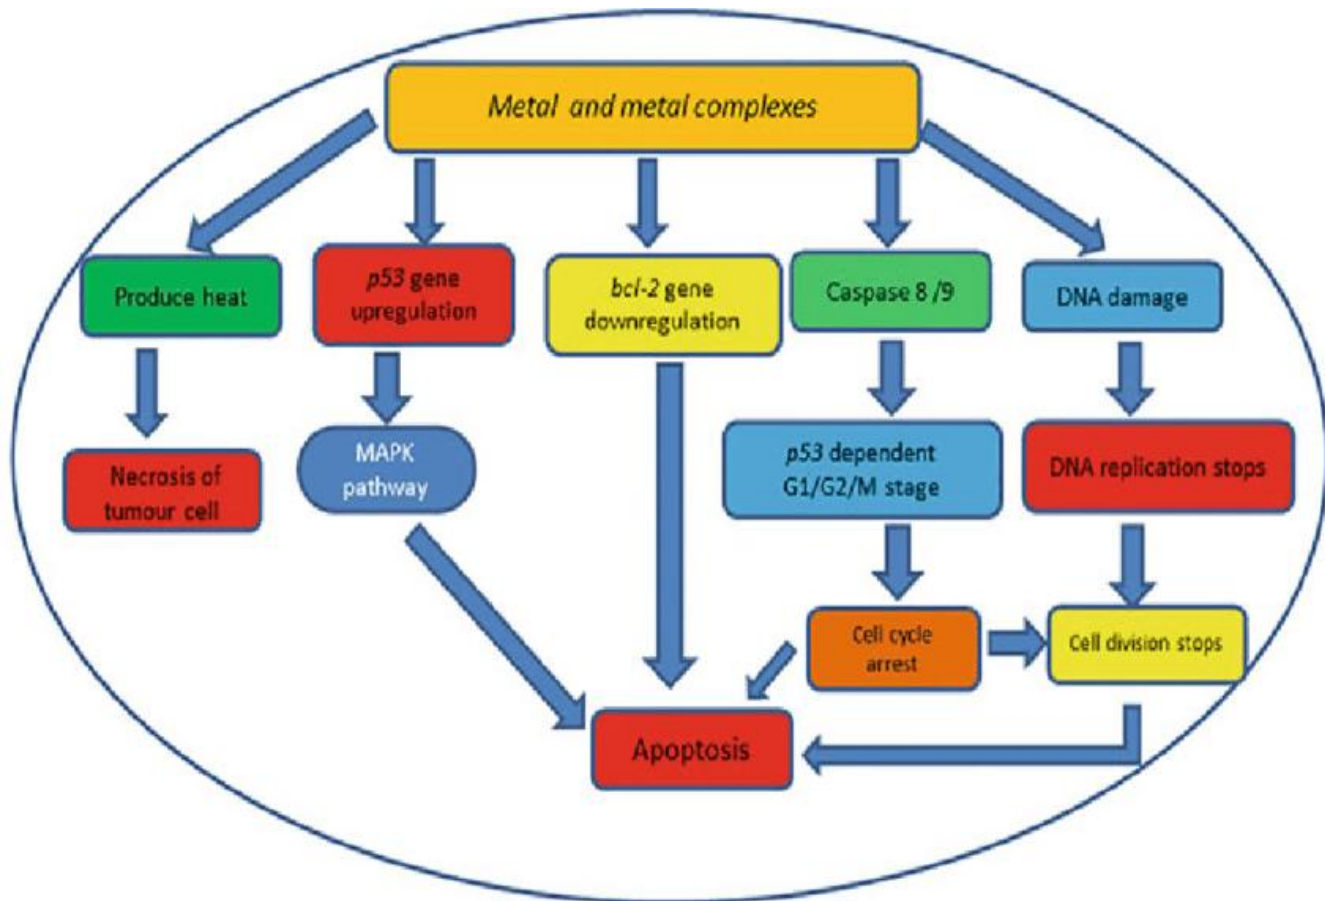 Metal and metal complexes
Produce heat
p53 gene
upregulation
bcl-2 gene
downregulation
Caspase 8 /9
DNA damage
Necrosis of
tumour cell
MAPK
pathway
p53 dependent
G1/G2/M stage
DNA replication stops
Cell cycle
arrest
Cell division stops
Apoptosis